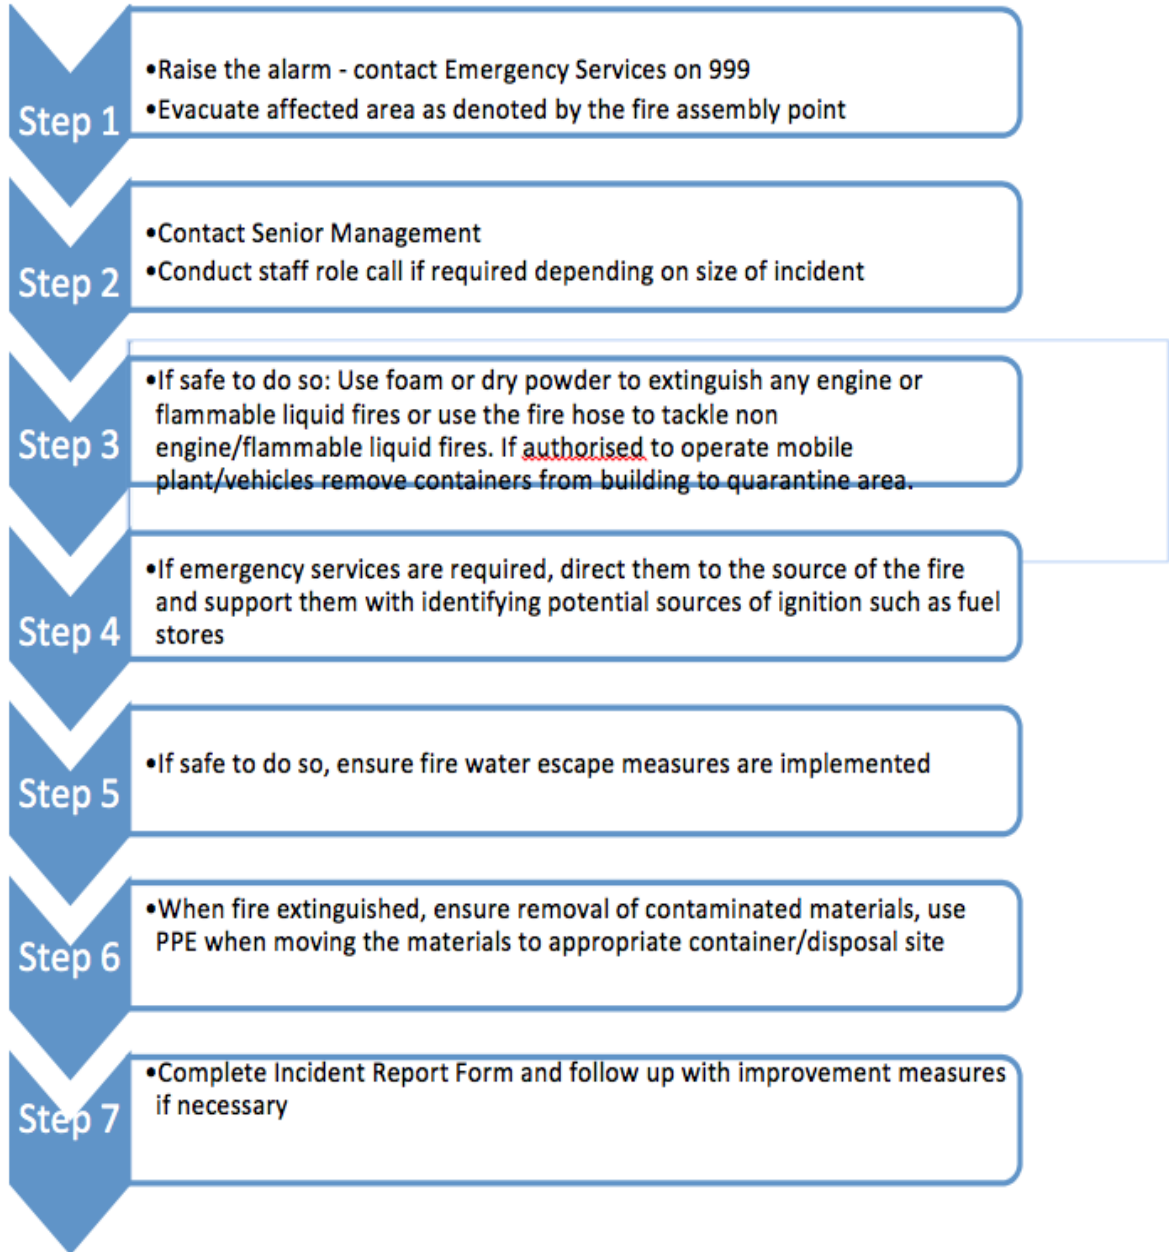 Step 1
•Raise the alarm - contact Emergency Services on 999
•Evacuate affected area as denoted by the fire assembly point
Step 2
•Contact Senior Management
•Conduct staff role call if required depending on size of incident
Step 3
•If safe to do so: Use foam or dry powder to extinguish any engine or
flammable liquid fires or use the fire hose to tackle non
engine/flammable liquid fires. If authorised to operate mobile
plant/vehicles remove containers from building to quarantine area.
Step 4
•If emergency services are required, direct them to the source of the fire
and support them with identifying potential sources of ignition such as fuel
stores
Step 5
•If safe to do so, ensure fire water escape measures are implemented
Step 6
•When fire extinguished, ensure removal of contaminated materials, use
PPE when moving the materials to appropriate container/disposal site
Step 7
•Complete Incident Report Form and follow up with improvement measures
if necessary